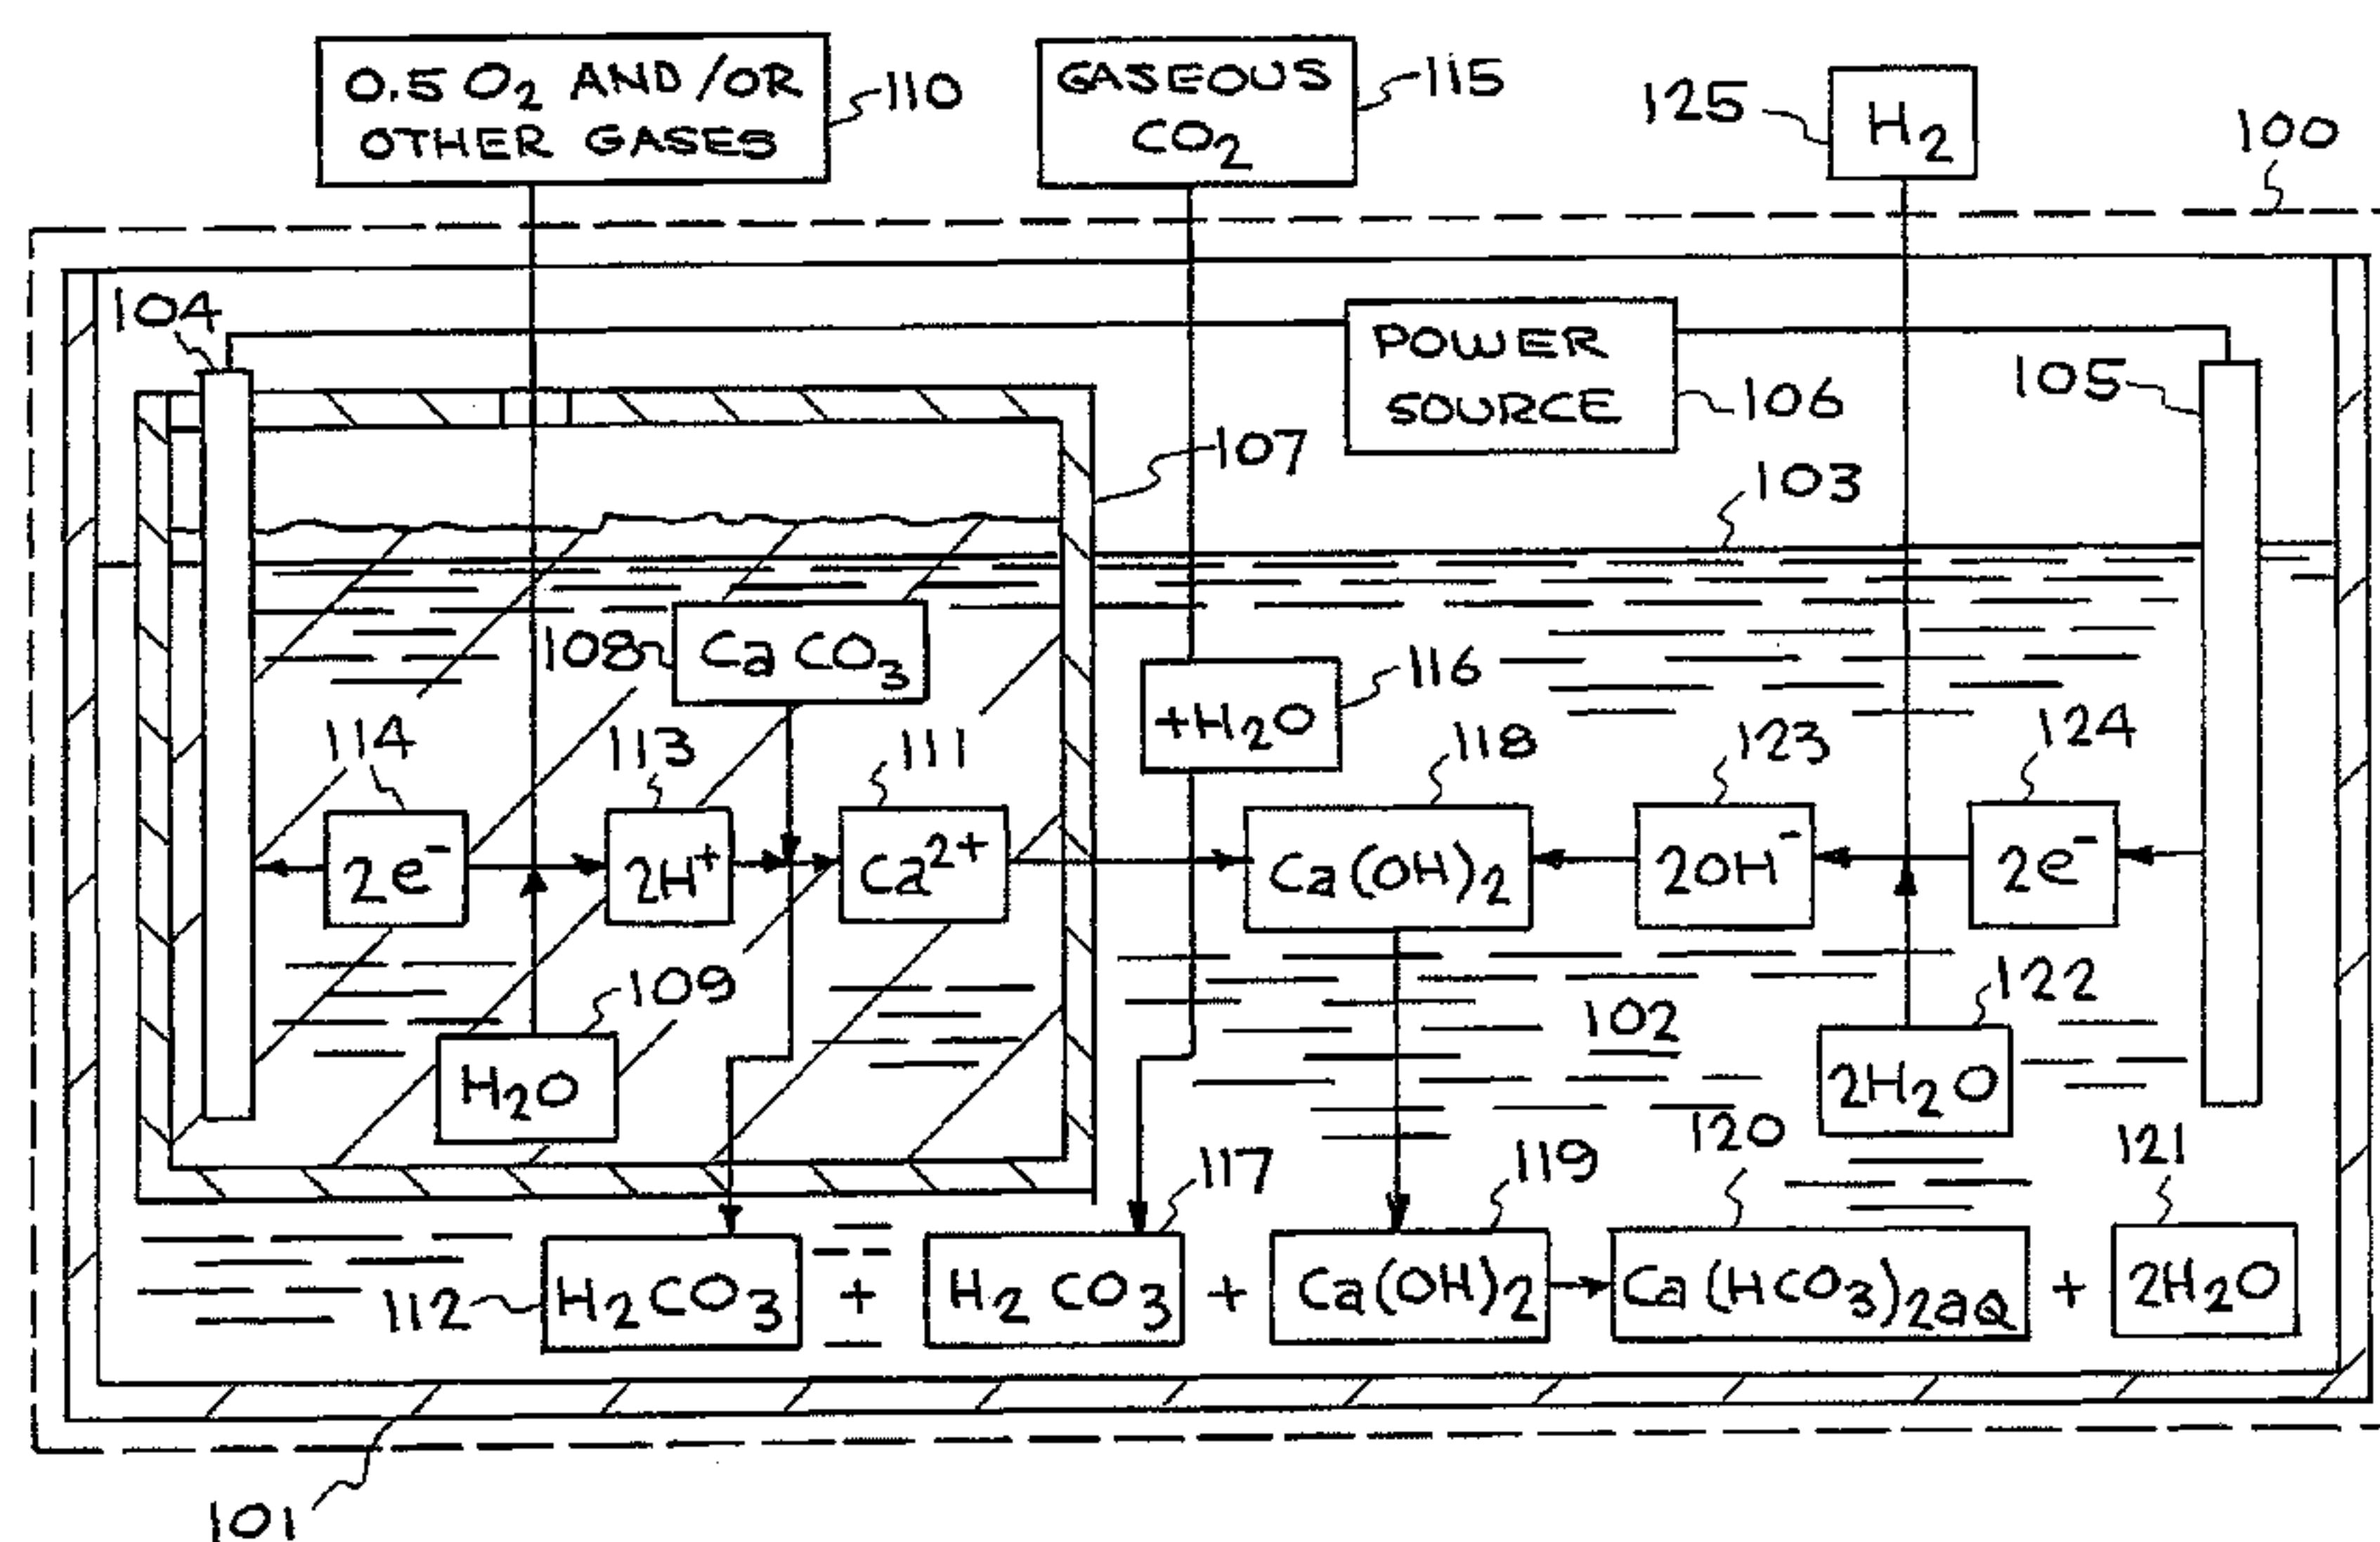 0.5 O₂ AND/OR
OTHER GASES
110
GASEOUS
CO₂
115
125
H₂
100
104
POWER
SOURCE
106
105
107
103
108
CaCO₃
116
+H₂O
114
113
111
118
123
124
2e⁻
2H⁺
Ca²⁺
Ca(OH)₂
2OH⁻
2e⁻
109
H₂O
102
122
2H₂O
117
119
120
121
112
H₂CO₃
+
H₂CO₃
+
Ca(OH)₂
Ca(HCO₃)₂aq
+
2H₂O
101